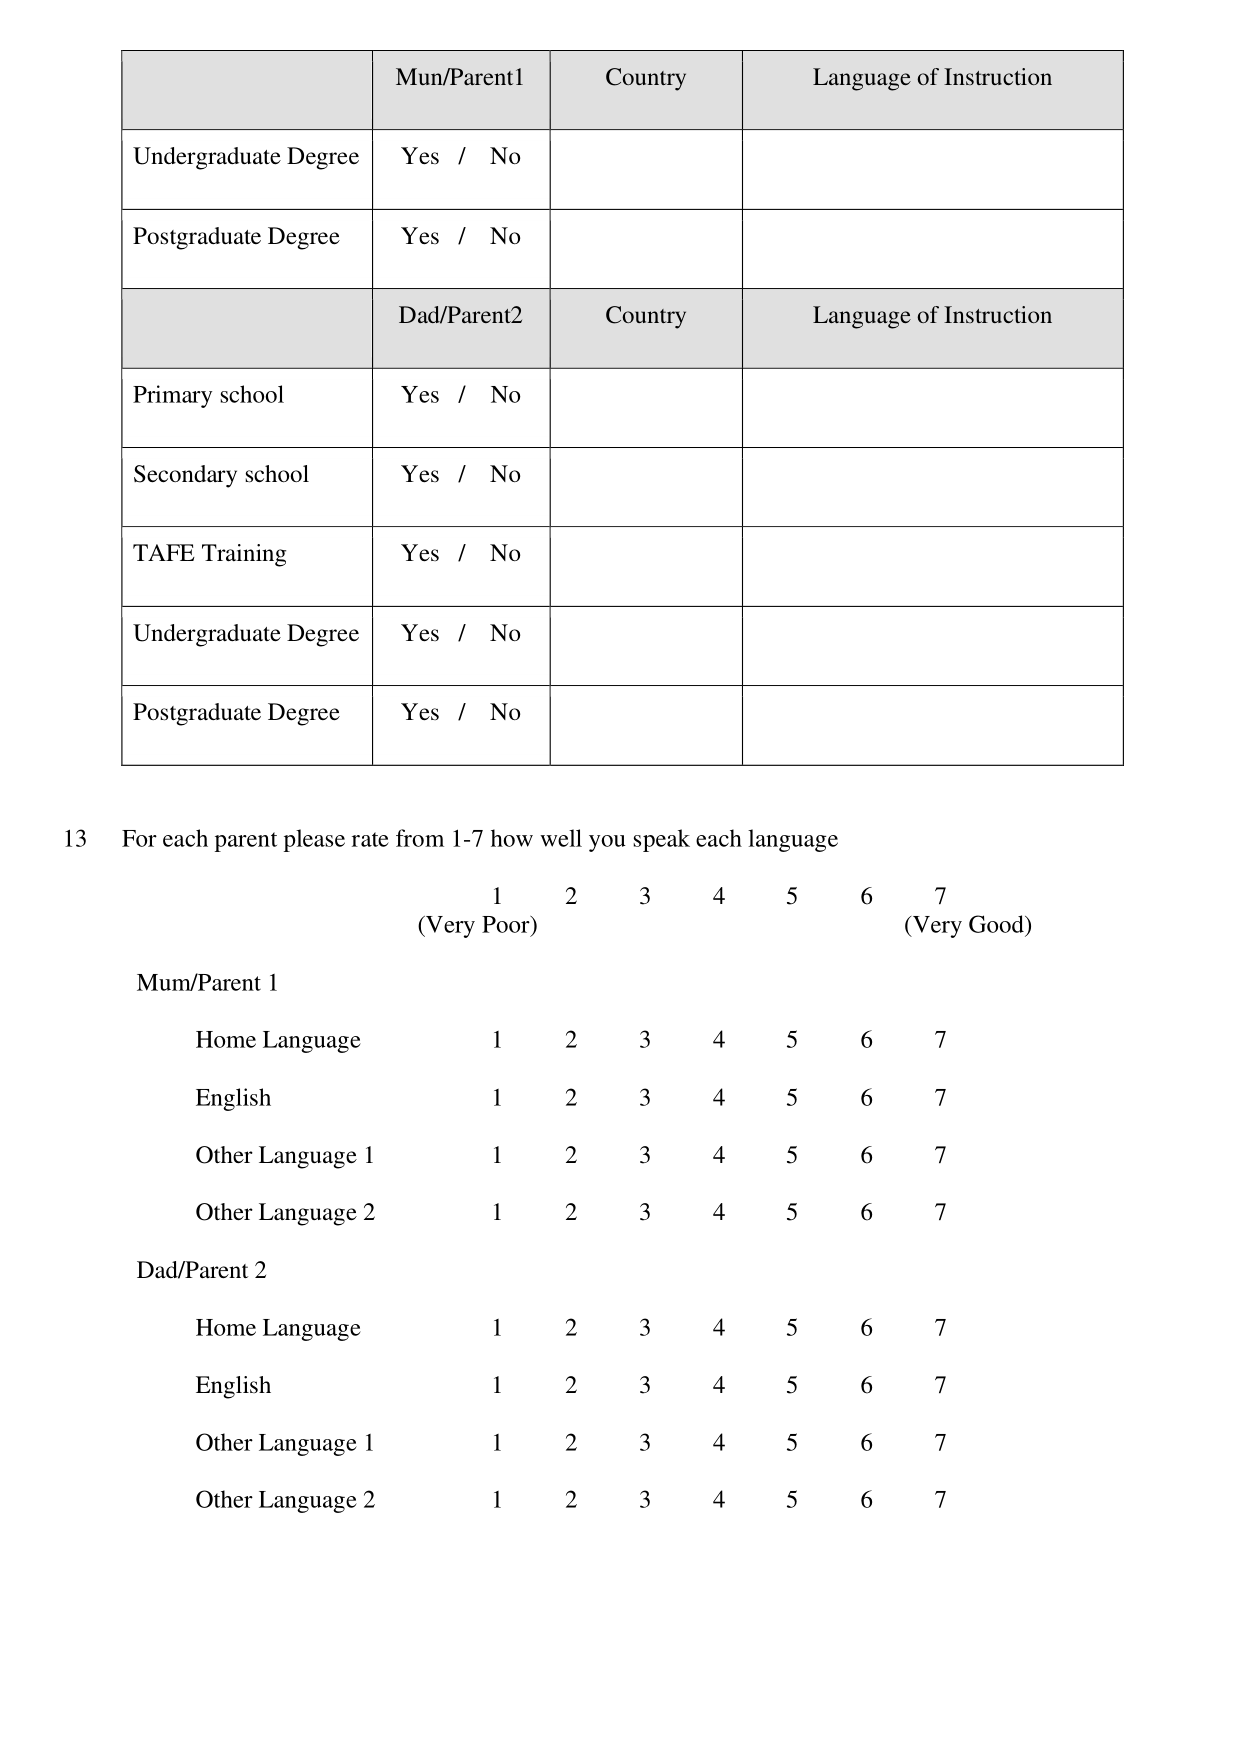 Mun/Parent1 Country Language of Instruction
Undergraduate Degree Yes / No
Postgraduate Degree Yes / No
Dad/Parent2 Country Language of Instruction
Primary school Yes / No
Secondary school Yes / No
TAFE Training Yes / No
Undergraduate Degree Yes / No
Postgraduate Degree Yes / No
13 For each parent please rate from 1-7 how well you speak each language
1 2 3 4 5 6 7
(Very Poor) (Very Good)
Mum/Parent 1
Home Language 1 2 3 4 5 6 7
English 1 2 3 4 5 6 7
Other Language 1 1 2 3 4 5 6 7
Other Language 2 1 2 3 4 5 6 7
Dad/Parent 2
Home Language 1 2 3 4 5 6 7
English 1 2 3 4 5 6 7
Other Language 1 1 2 3 4 5 6 7
Other Language 2 1 2 3 4 5 6 7